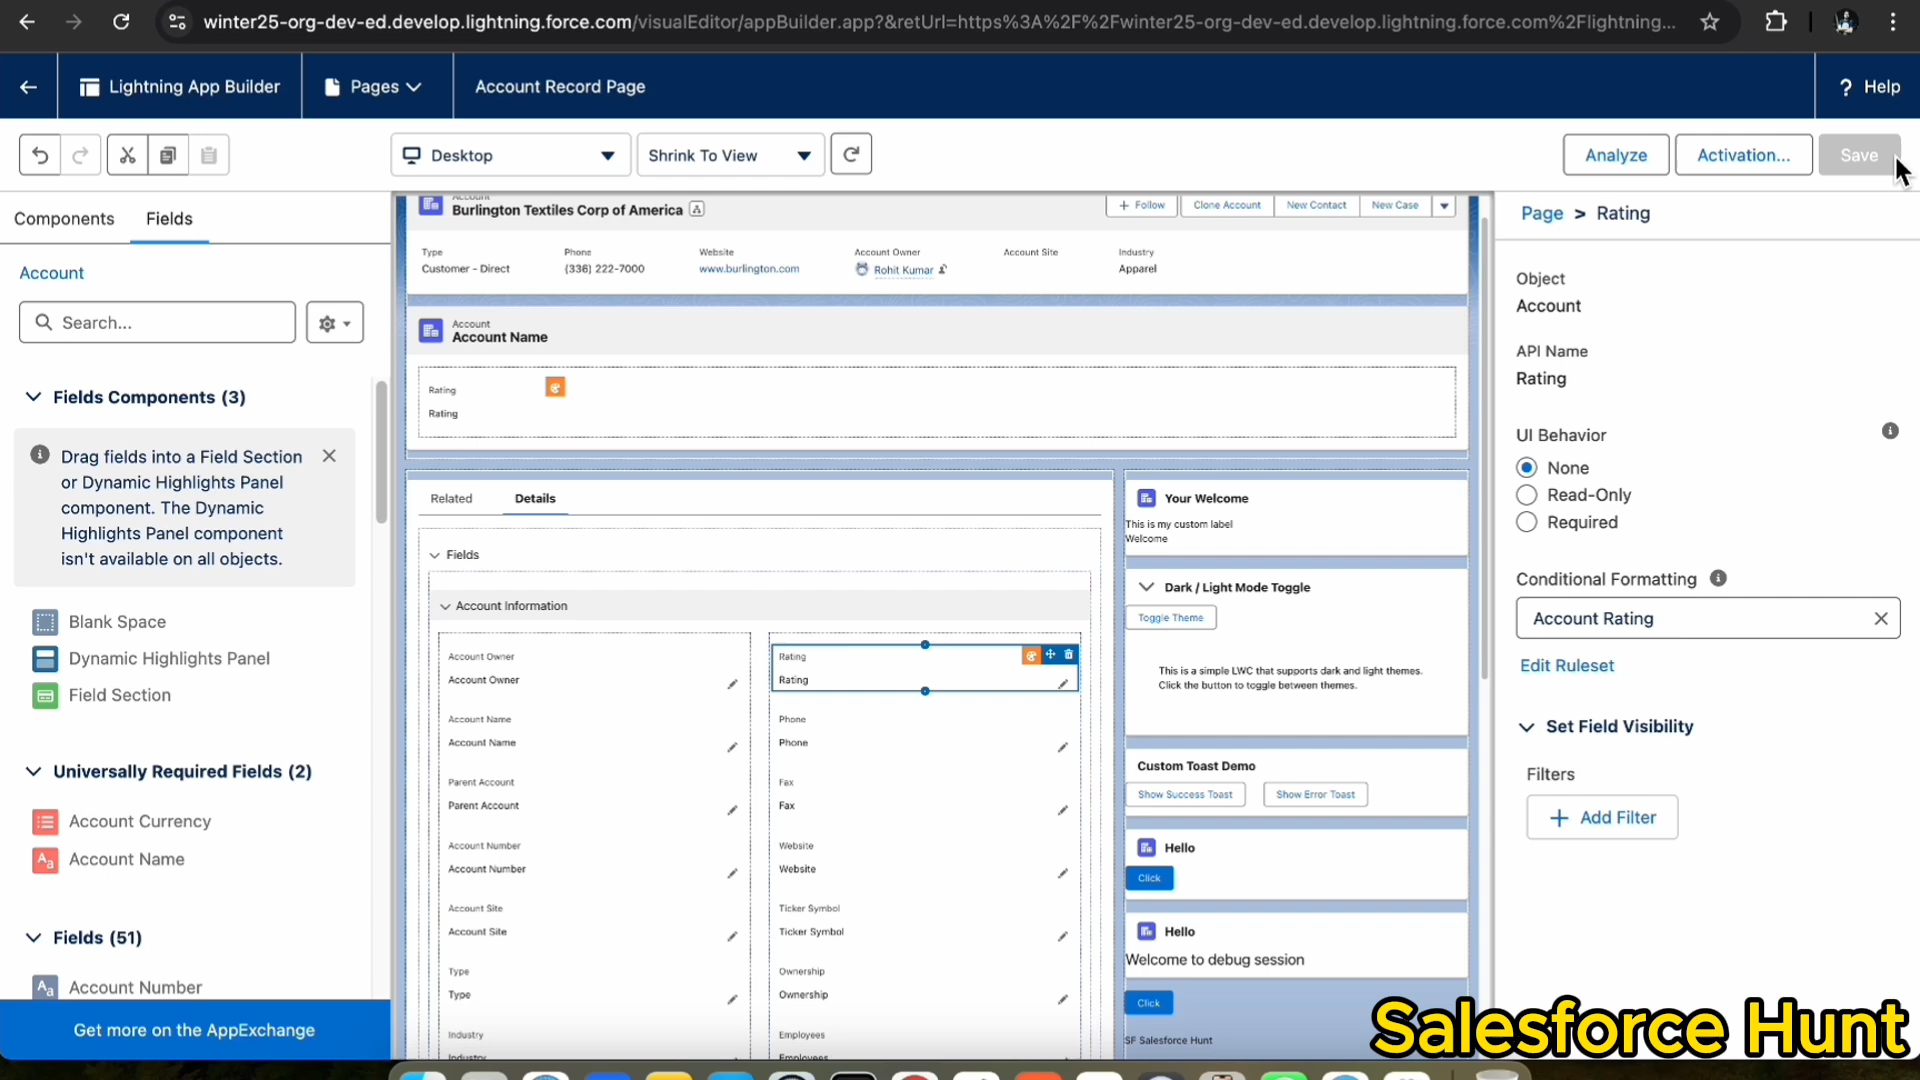 winter25-org-dev-ed.develop.lightning.force.com/visualEditor/appBuilder.app?&retUrl=https%3A%2F%2Fwinter25-org-dev-ed.develop.lightning.force.com%2Flightning...
Lightning App Builder
Pages
Account Record Page
? Help
Desktop
Shrink To View
Analyze
Activation...
Save
Components
Fields
Account
Search...
Fields Components (3)
Drag fields into a Field Section
or Dynamic Highlights Panel
component. The Dynamic
Highlights Panel component
isn't available on all objects.
Blank Space
Dynamic Highlights Panel
Field Section
Universally Required Fields (2)
Account Currency
Aa Account Name
Fields (51)
Aa Account Number
Get more on the AppExchange
Account
Burlington Textiles Corp of America
+ Follow
Clone Account
New Contact
New Case
Type
Customer - Direct
Phone
(336) 222-7000
Website
www.burlington.com
Account Owner
Rohit Kumar
Account Site
Industry
Apparel
Account
Account Name
Rating
Rating
Related
Details
Fields
Account Information
Account Owner
Account Owner
Rating
Rating
Account Name
Account Name
Phone
Phone
Parent Account
Parent Account
Fax
Fax
Account Number
Account Number
Website
Website
Account Site
Account Site
Ticker Symbol
Ticker Symbol
Type
Type
Ownership
Ownership
Industry
Industry
Employees
Employees
Your Welcome
This is my custom label
Welcome
Dark / Light Mode Toggle
Toggle Theme
This is a simple LWC that supports dark and light themes.
Click the button to toggle between themes.
Custom Toast Demo
Show Success Toast
Show Error Toast
Hello
Click
Hello
Welcome to debug session
Click
SF Salesforce Hunt
Page > Rating
Object
Account
API Name
Rating
UI Behavior
None
Read-Only
Required
Conditional Formatting
Account Rating
Edit Ruleset
Set Field Visibility
Filters
+ Add Filter
Salesforce Hunt